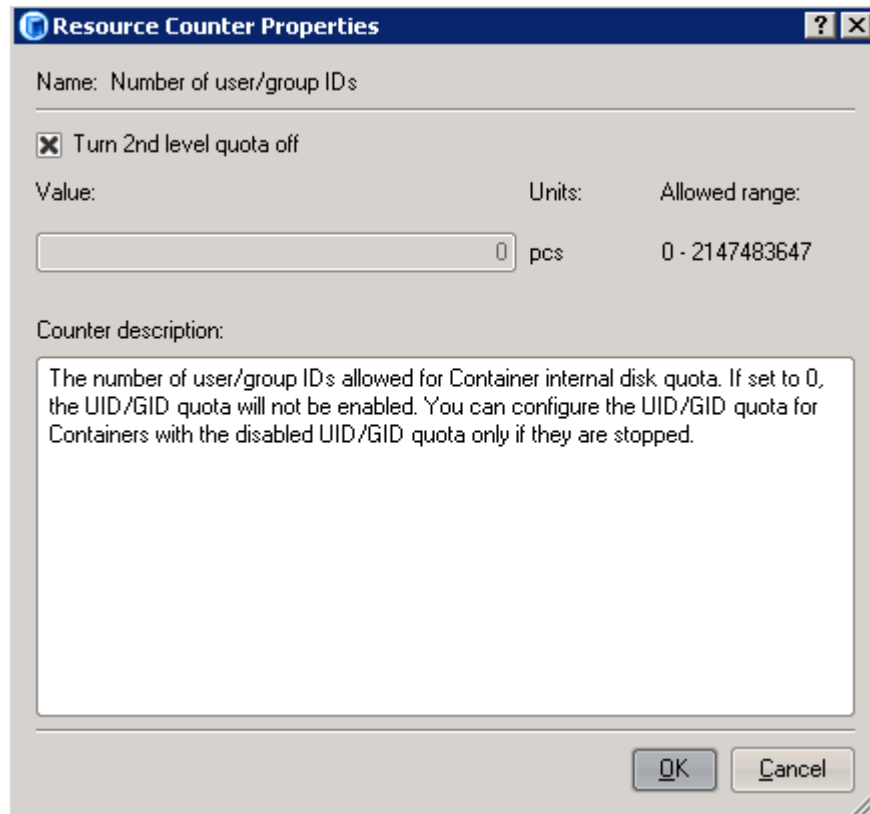 Resource Counter Properties
Name: Number of user/group IDs
Turn 2nd level quota off
Value: Units: Allowed range:
0 pcs 0 - 2147483647
Counter description:
The number of user/group IDs allowed for Container internal disk quota. If set to 0,
the UID/GID quota will not be enabled. You can configure the UID/GID quota for
Containers with the disabled UID/GID quota only if they are stopped.
OK Cancel